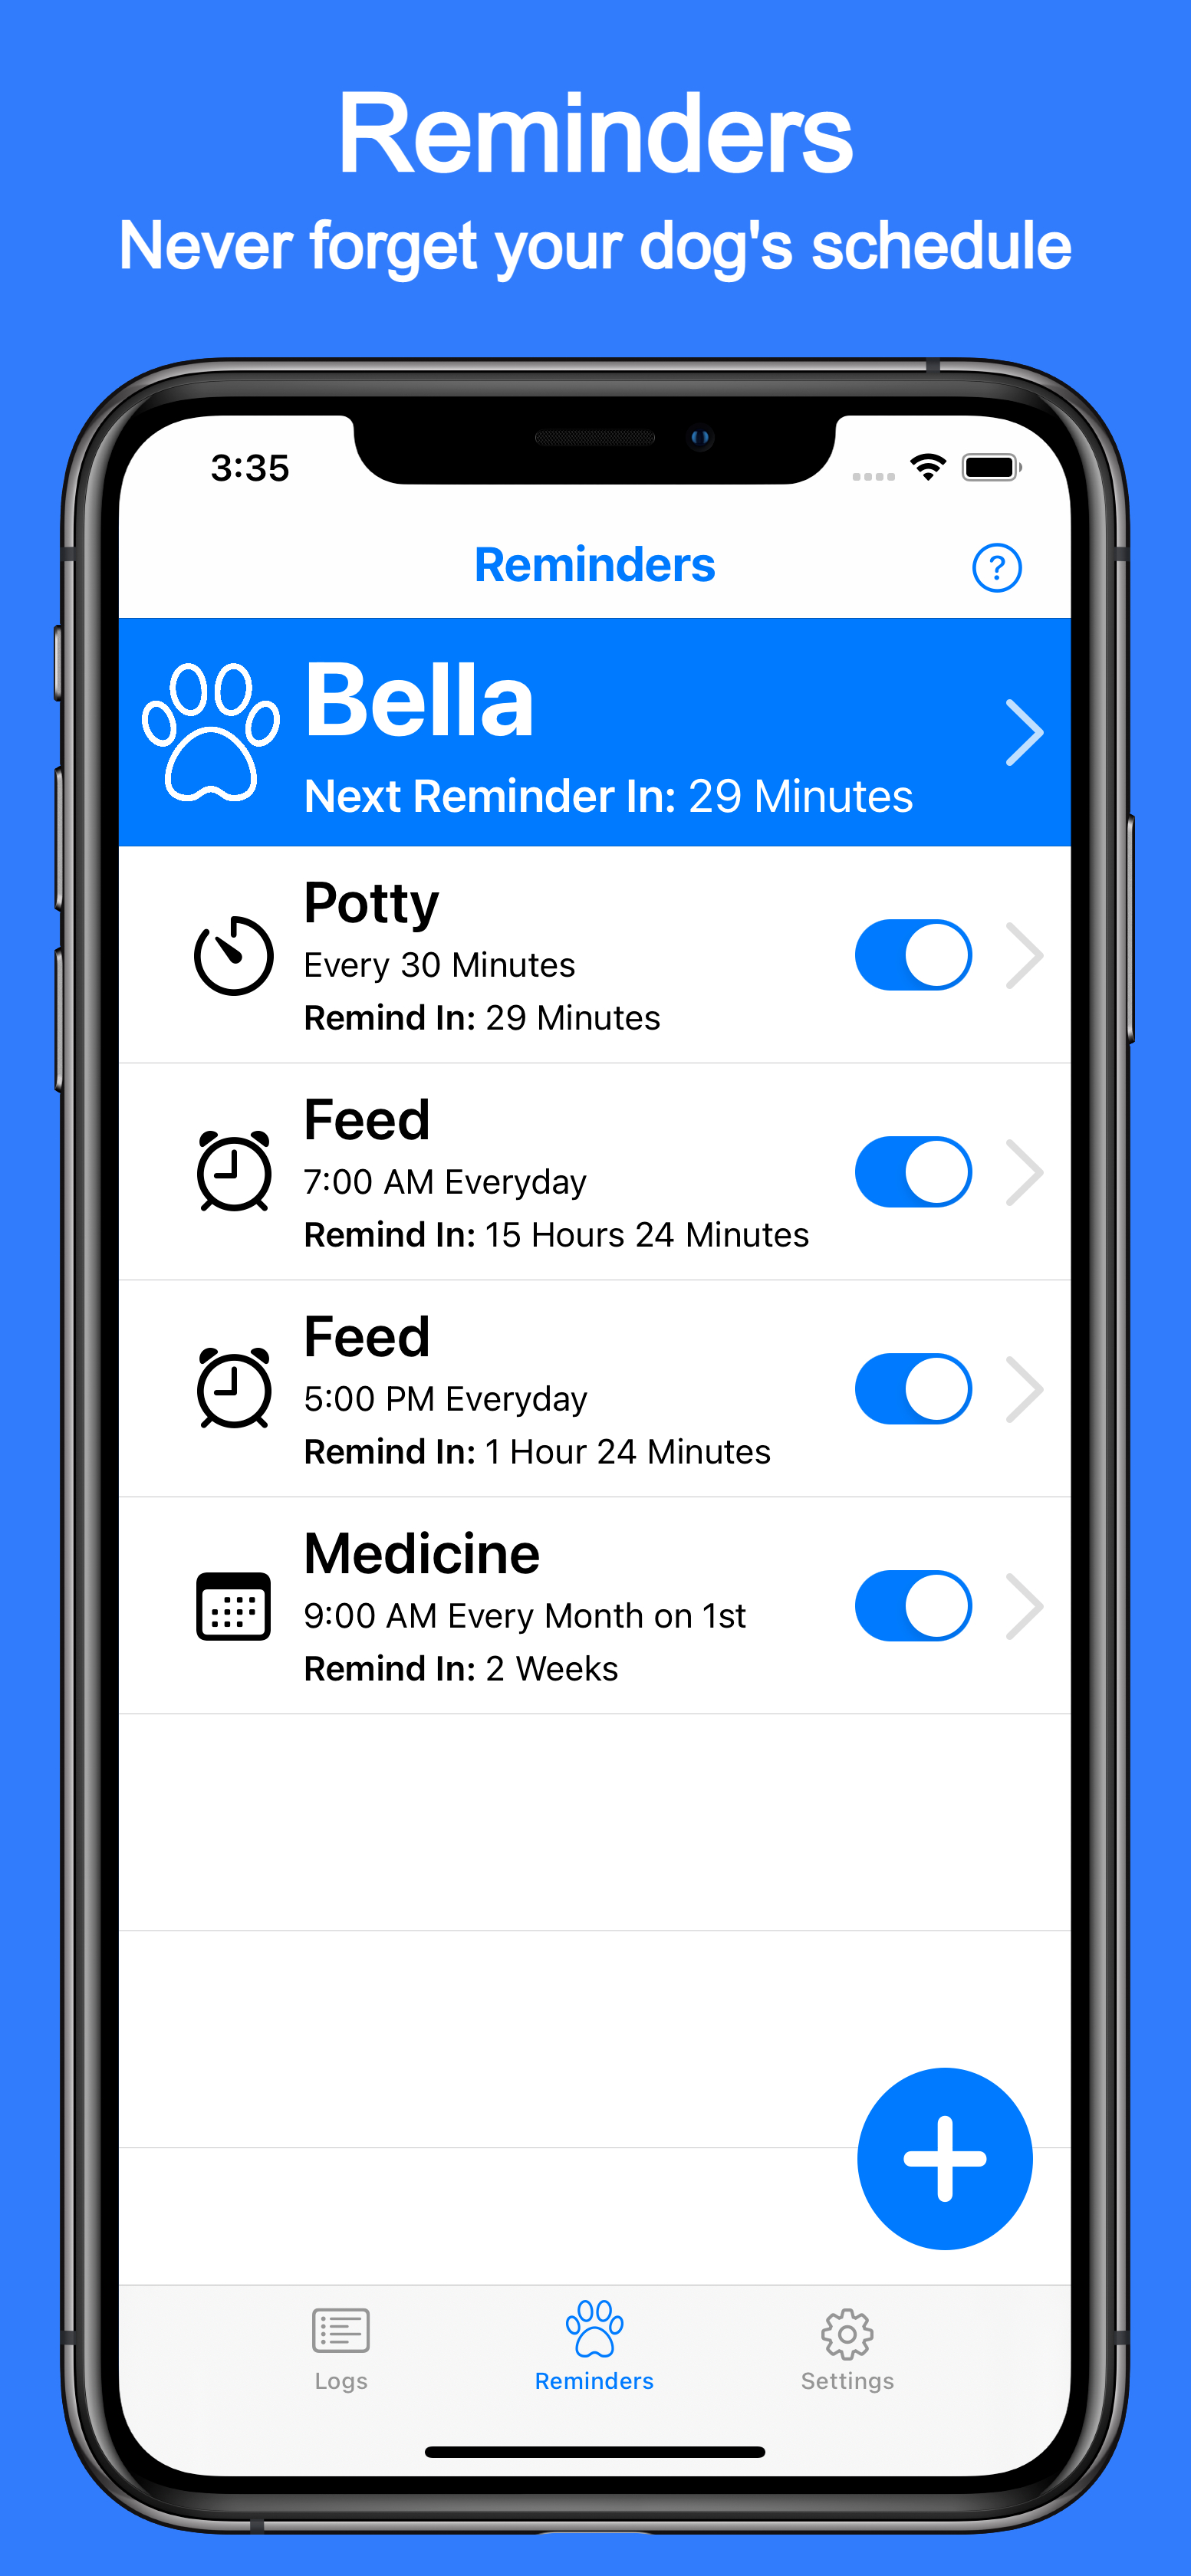 Reminders
Never forget your dog's schedule
3:35
Reminders
?
Bella
Next Reminder In: 29 Minutes
Potty
Every 30 Minutes
Remind In: 29 Minutes
Feed
7:00 AM Everyday
Remind In: 15 Hours 24 Minutes
Feed
5:00 PM Everyday
Remind In: 1 Hour 24 Minutes
Medicine
9:00 AM Every Month on 1st
Remind In: 2 Weeks
Logs
Reminders
Settings